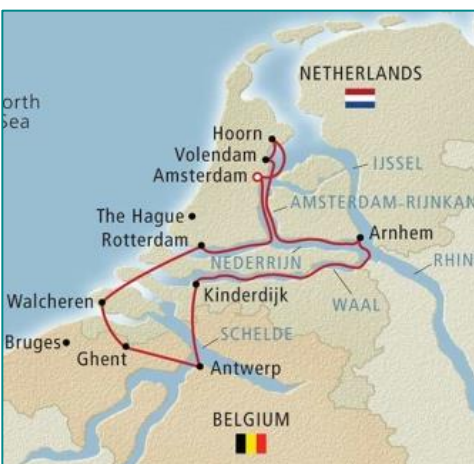 NETHERLANDS
orth
Sea
Hoorn
Volendam
Amsterdam
IJSSEL
AMSTERDAM-RIJNKAN
The Hague
Rotterdam
Arnhem
NEDERRIJN
RHIN
Walcheren
Kinderdijk
WAAL
Bruges
SCHELDE
Ghent
Antwerp
BELGIUM